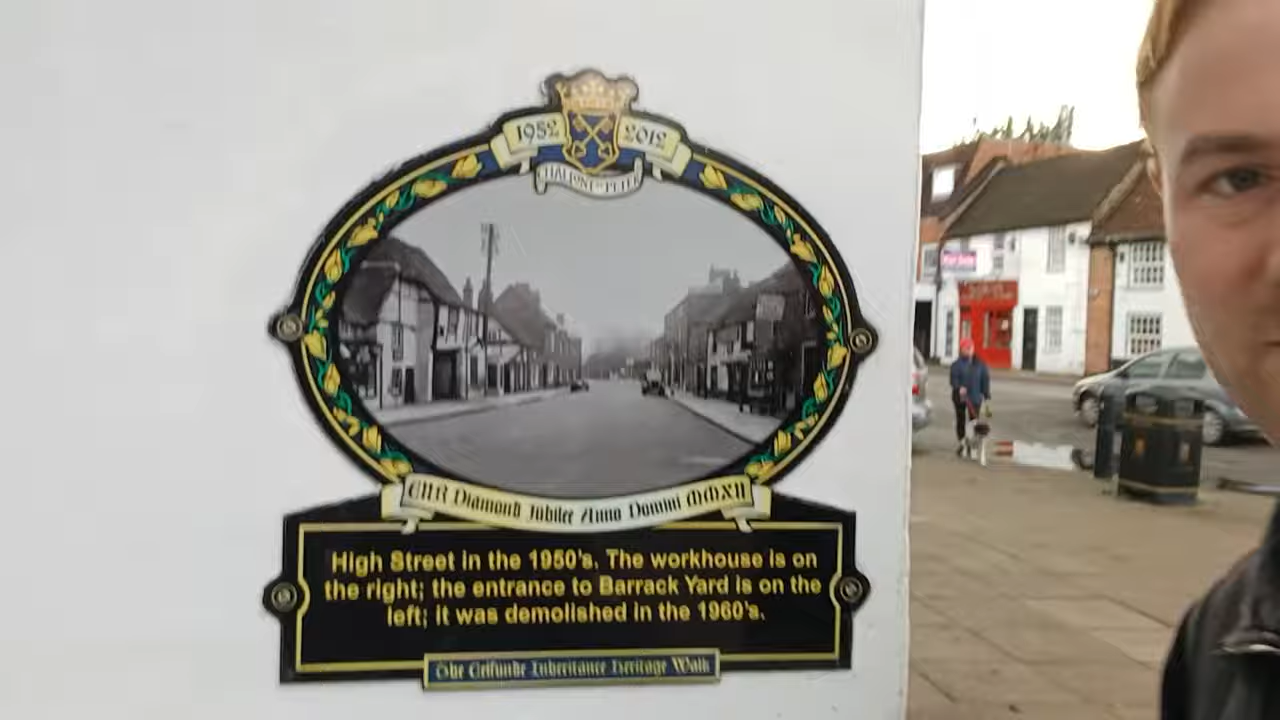 1952 2012
CHALFONT ST PETER
EIIR Diamond Jubilee Anno Domini MMXII
High Street in the 1950's. The workhouse is on
the right; the entrance to Barrack Yard is on the
left; it was demolished in the 1960's.
Inheritance Heritage Walk